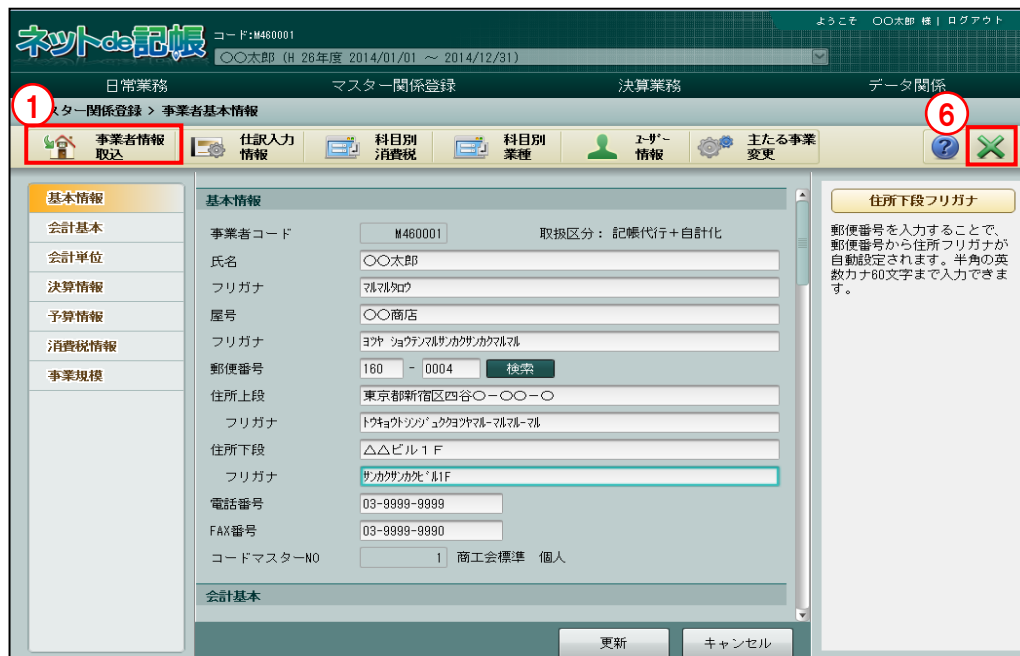 ようこそ 〇〇太郎 様 | ログアウト
ネットde記帳
コード:M460001
〇〇太郎 (H 26年度 2014/01/01 ～ 2014/12/31)
日常業務 マスター関係登録 決算業務 データ関係
①
スター関係登録 > 事業者基本情報
⑥
事業者情報
取込
仕訳入力
情報
科目別
消費税
科目別
業種
ﾕｰｻﾞｰ
情報
主たる事業
変更
?
基本情報
会計基本
会計単位
決算情報
予算情報
消費税情報
事業規模
基本情報
事業者コード M460001 取扱区分： 記帳代行＋自計化
氏名 〇〇太郎
フリガナ ﾏﾙﾏﾙﾀﾛｳ
屋号 〇〇商店
フリガナ ﾖﾂﾔ ｼｮｳﾃﾝﾏﾙｻﾝｶｸｻﾝｶｸﾏﾙﾏﾙ
郵便番号 160 - 0004 検索
住所上段 東京都新宿区四谷〇－〇〇－〇
フリガナ ﾄｳｷｮｳﾄｼﾝｼﾞｭｸｸﾖﾂﾔﾏﾙｰﾏﾙﾏﾙｰﾏﾙ
住所下段 △△ビル１Ｆ
フリガナ ｻﾝｶｸｻﾝｶｸﾋﾞﾙ1F
電話番号 03-9999-9999
FAX番号 03-9999-9990
コードマスターNO 1 商工会標準 個人
会計基本
更新 キャンセル
住所下段フリガナ
郵便番号を入力することで、
郵便番号から住所フリガナが
自動設定されます。半角の英
数カナ60文字まで入力できま
す。